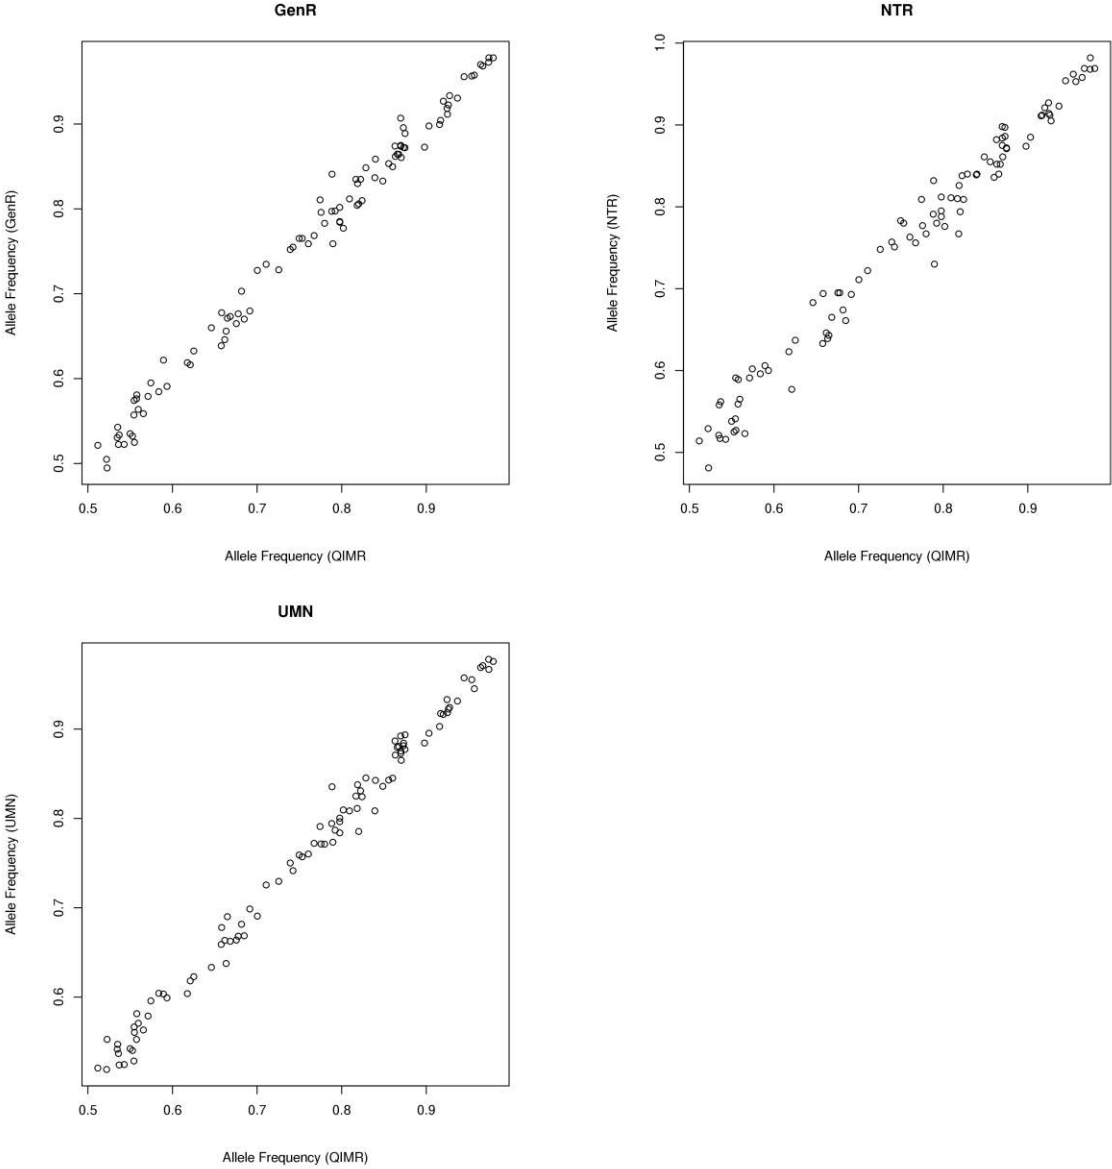 GenR
Allele Frequency (GenR)
0.9
0.8
0.7
0.6
0.5
0.5 0.6 0.7 0.8 0.9
Allele Frequency (QIMR
NTR
Allele Frequency (NTR)
1.0
0.9
0.8
0.7
0.6
0.5
0.5 0.6 0.7 0.8 0.9
Allele Frequency (QIMR)
UMN
Allele Frequency (UMN)
0.9
0.8
0.7
0.6
0.5 0.6 0.7 0.8 0.9
Allele Frequency (QIMR)